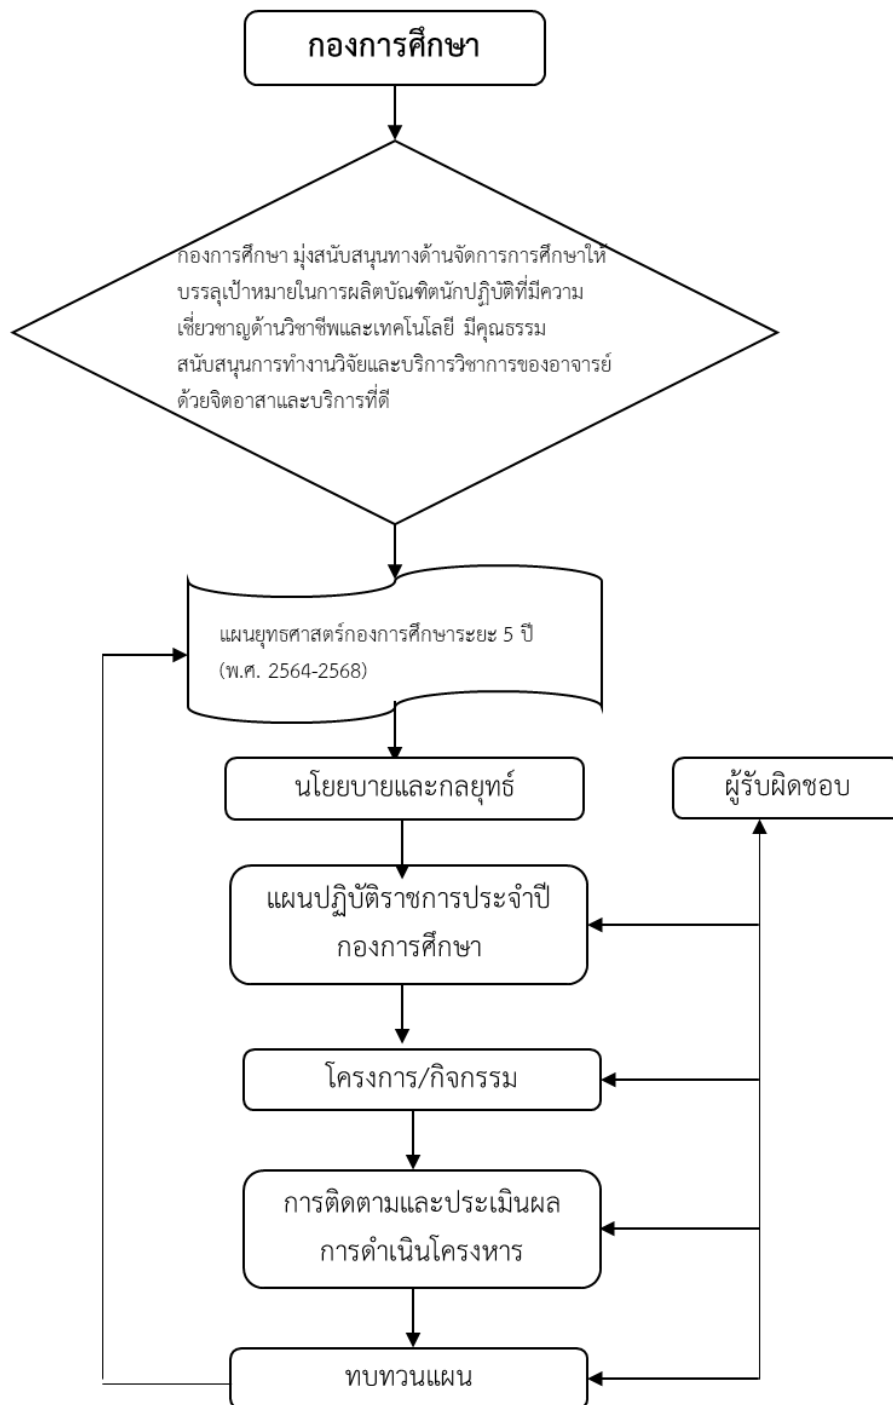 กองการศึกษา
กองการศึกษา มุ่งสนับสนุนทางด้านจัดการการศึกษาให้
บรรลุเป้าหมายในการผลิตบัณฑิตนักปฏิบัติที่มีความ
เชี่ยวชาญด้านวิชาชีพและเทคโนโลยี มีคุณธรรม
สนับสนุนการทำงานวิจัยและบริการวิชาการของอาจารย์
ด้วยจิตอาสาและบริการที่ดี
แผนยุทธศาสตร์กองการศึกษาระยะ 5 ปี
(พ.ศ. 2564-2568)
นโยยบายและกลยุทธ์
ผู้รับผิดชอบ
แผนปฏิบัติราชการประจำปี
กองการศึกษา
โครงการ/กิจกรรม
การติดตามและประเมินผล
การดำเนินโครงหาร
ทบทวนแผน